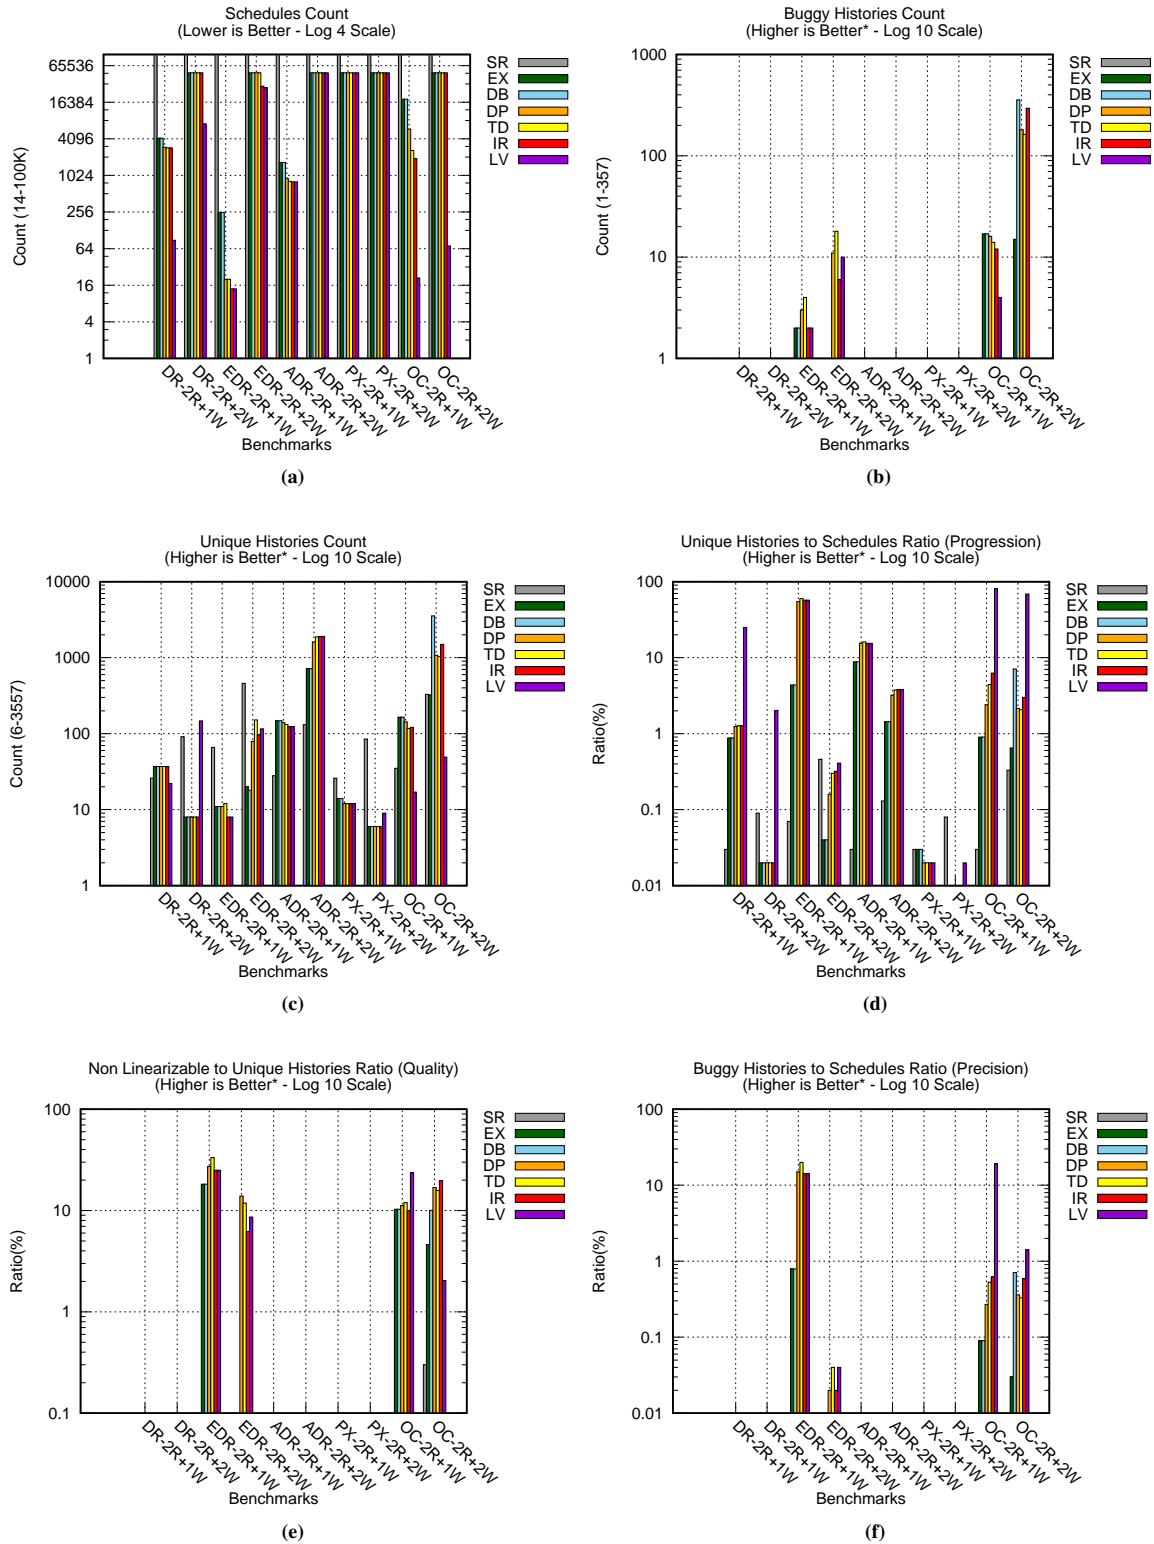 Schedules Count
(Lower is Better - Log 4 Scale)
65536
16384
4096
1024
256
64
16
4
1
Count (14-100K)
SR
EX
DB
DP
TD
IR
LV
DR-2R+1W
DR-2R+2W
EDR-2R+1W
EDR-2R+2W
ADR-2R+1W
ADR-2R+2W
PX-2R+1W
PX-2R+2W
OC-2R+1W
OC-2R+2W
Benchmarks
(a)
Buggy Histories Count
(Higher is Better* - Log 10 Scale)
1000
100
10
1
Count (1-357)
SR
EX
DB
DP
TD
IR
LV
DR-2R+1W
DR-2R+2W
EDR-2R+1W
EDR-2R+2W
ADR-2R+1W
ADR-2R+2W
PX-2R+1W
PX-2R+2W
OC-2R+1W
OC-2R+2W
Benchmarks
(b)
Unique Histories Count
(Higher is Better* - Log 10 Scale)
10000
1000
100
10
1
Count (6-3557)
SR
EX
DB
DP
TD
IR
LV
DR-2R+1W
DR-2R+2W
EDR-2R+1W
EDR-2R+2W
ADR-2R+1W
ADR-2R+2W
PX-2R+1W
PX-2R+2W
OC-2R+1W
OC-2R+2W
Benchmarks
(c)
Unique Histories to Schedules Ratio (Progression)
(Higher is Better* - Log 10 Scale)
100
10
1
0.1
0.01
Ratio(%)
SR
EX
DB
DP
TD
IR
LV
DR-2R+1W
DR-2R+2W
EDR-2R+1W
EDR-2R+2W
ADR-2R+1W
ADR-2R+2W
PX-2R+1W
PX-2R+2W
OC-2R+1W
OC-2R+2W
Benchmarks
(d)
Non Linearizable to Unique Histories Ratio (Quality)
(Higher is Better* - Log 10 Scale)
100
10
1
0.1
Ratio(%)
SR
EX
DB
DP
TD
IR
LV
DR-2R+1W
DR-2R+2W
EDR-2R+1W
EDR-2R+2W
ADR-2R+1W
ADR-2R+2W
PX-2R+1W
PX-2R+2W
OC-2R+1W
OC-2R+2W
Benchmarks
(e)
Buggy Histories to Schedules Ratio (Precision)
(Higher is Better* - Log 10 Scale)
100
10
1
0.1
0.01
Ratio(%)
SR
EX
DB
DP
TD
IR
LV
DR-2R+1W
DR-2R+2W
EDR-2R+1W
EDR-2R+2W
ADR-2R+1W
ADR-2R+2W
PX-2R+1W
PX-2R+2W
OC-2R+1W
OC-2R+2W
Benchmarks
(f)